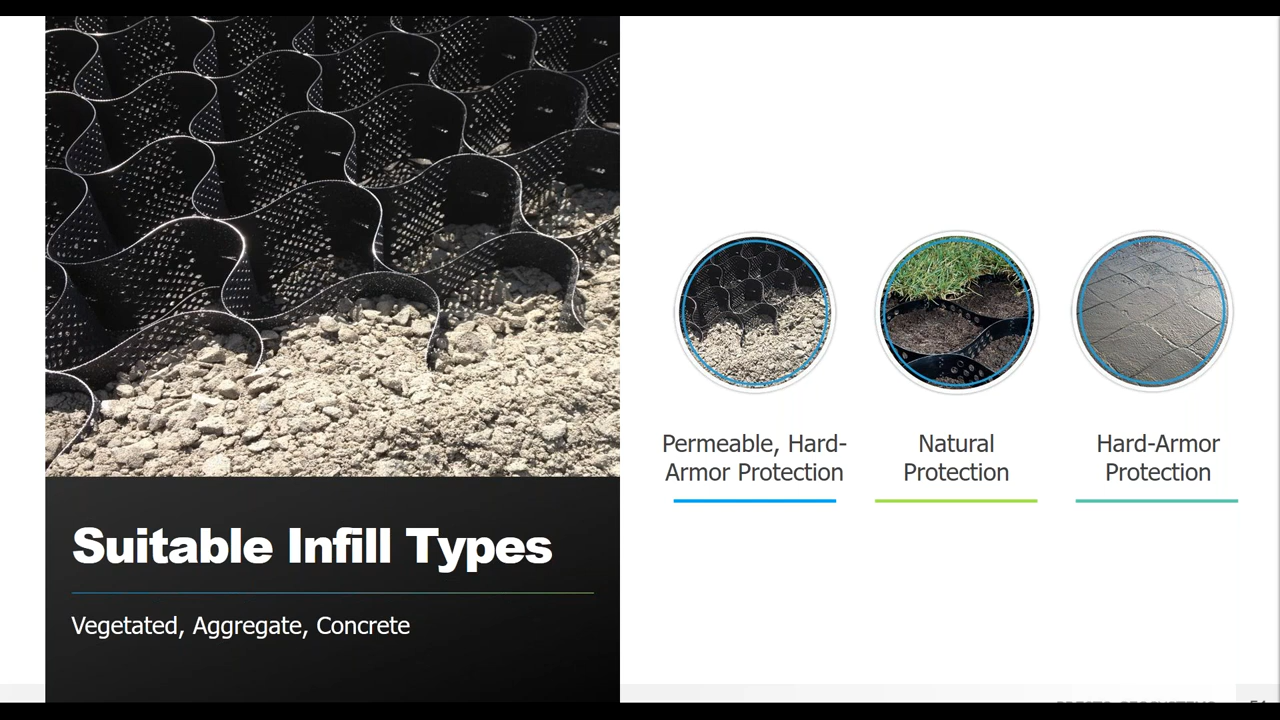 Permeable, Hard-
Armor Protection
Natural
Protection
Hard-Armor
Protection
Suitable Infill Types
Vegetated, Aggregate, Concrete